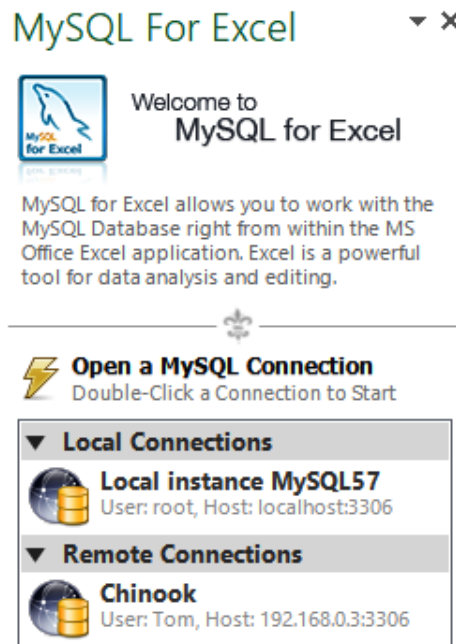 MySQL For Excel
MySQL
for Excel
Welcome to
MySQL for Excel
MySQL for Excel allows you to work with the
MySQL Database right from within the MS
Office Excel application. Excel is a powerful
tool for data analysis and editing.
Open a MySQL Connection
Double-Click a Connection to Start
Local Connections
Local instance MySQL57
User: root, Host: localhost:3306
Remote Connections
Chinook
User: Tom, Host: 192.168.0.3:3306